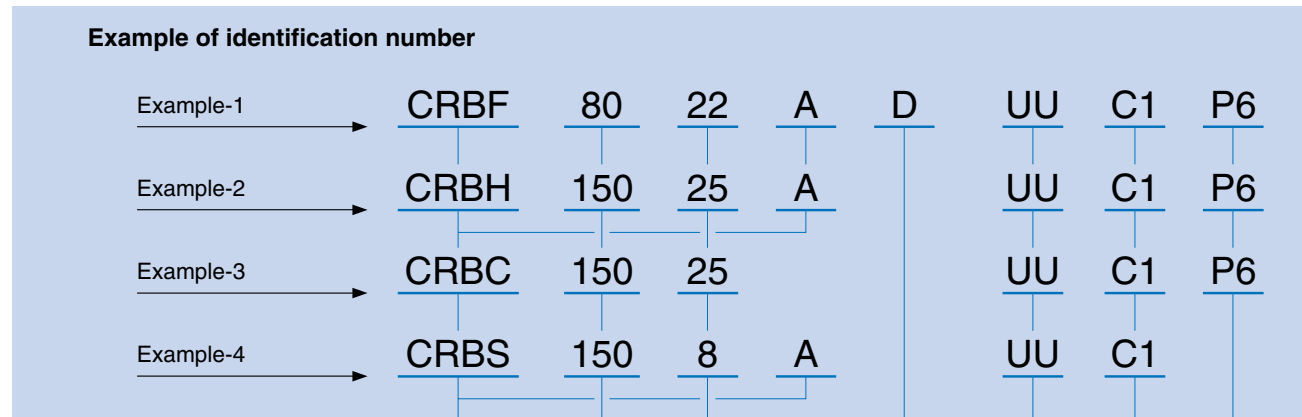 Example of identification number
Example-1 CRBF 80 22 A D UU C1 P6
Example-2 CRBH 150 25 A UU C1 P6
Example-3 CRBC 150 25 UU C1 P6
Example-4 CRBS 150 8 A UU C1